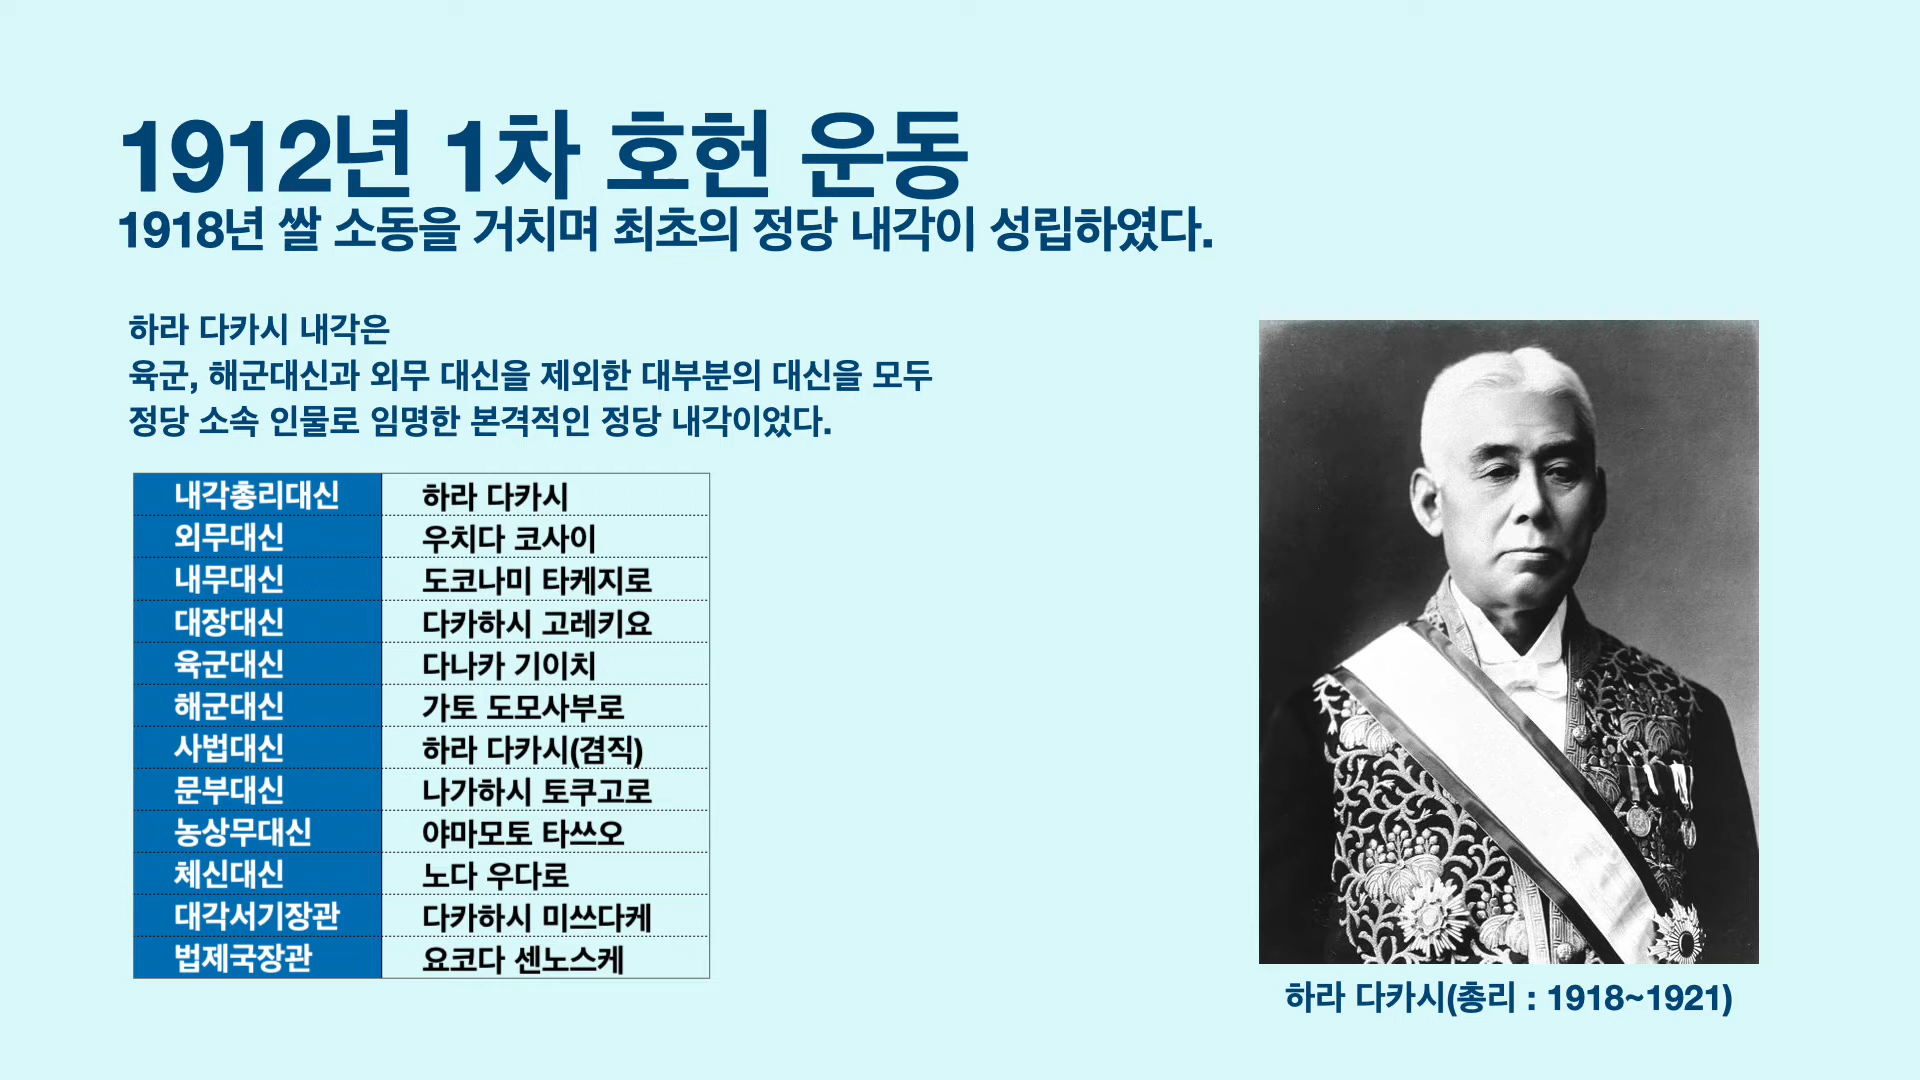 1912년 1차 호헌 운동
1918년 쌀 소동을 거치며 최초의 정당 내각이 성립하였다.
하라 다카시 내각은
육군, 해군대신과 외무 대신을 제외한 대부분의 대신을 모두
정당 소속 인물로 임명한 본격적인 정당 내각이었다.
내각총리대신 하라 다카시
외무대신 우치다 코사이
내무대신 도코나미 타케지로
대장대신 다카하시 고레키요
육군대신 다나카 기이치
해군대신 가토 도모사부로
사법대신 하라 다카시(겸직)
문부대신 나가하시 토쿠고로
농상무대신 야마모토 타쓰오
체신대신 노다 우다로
대각서기장관 다카하시 미쓰다케
법제국장관 요코다 센노스케
하라 다카시(총리 : 1918~1921)